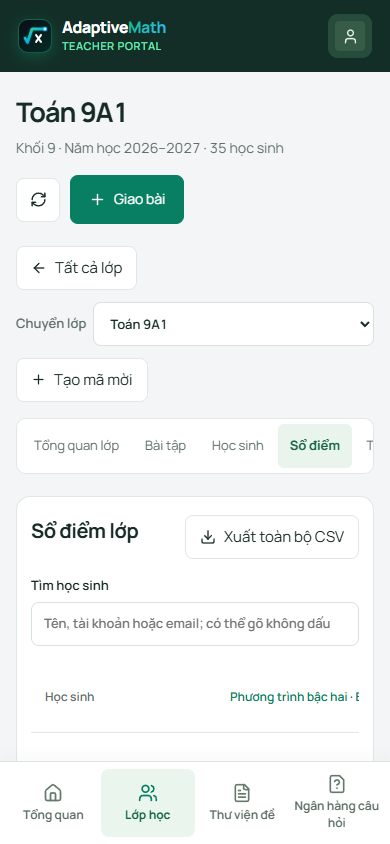 AdaptiveMath
TEACHER PORTAL
Toán 9A1
Khối 9 · Năm học 2026–2027 · 35 học sinh
Giao bài
Tất cả lớp
Chuyển lớp
Toán 9A1
Tạo mã mời
Tổng quan lớp
Bài tập
Học sinh
Sổ điểm
Sổ điểm lớp
Xuất toàn bộ CSV
Tìm học sinh
Tên, tài khoản hoặc email; có thể gõ không dấu
Học sinh
Phương trình bậc hai ·
Tổng quan
Lớp học
Thư viện đề
Ngân hàng câu
hỏi